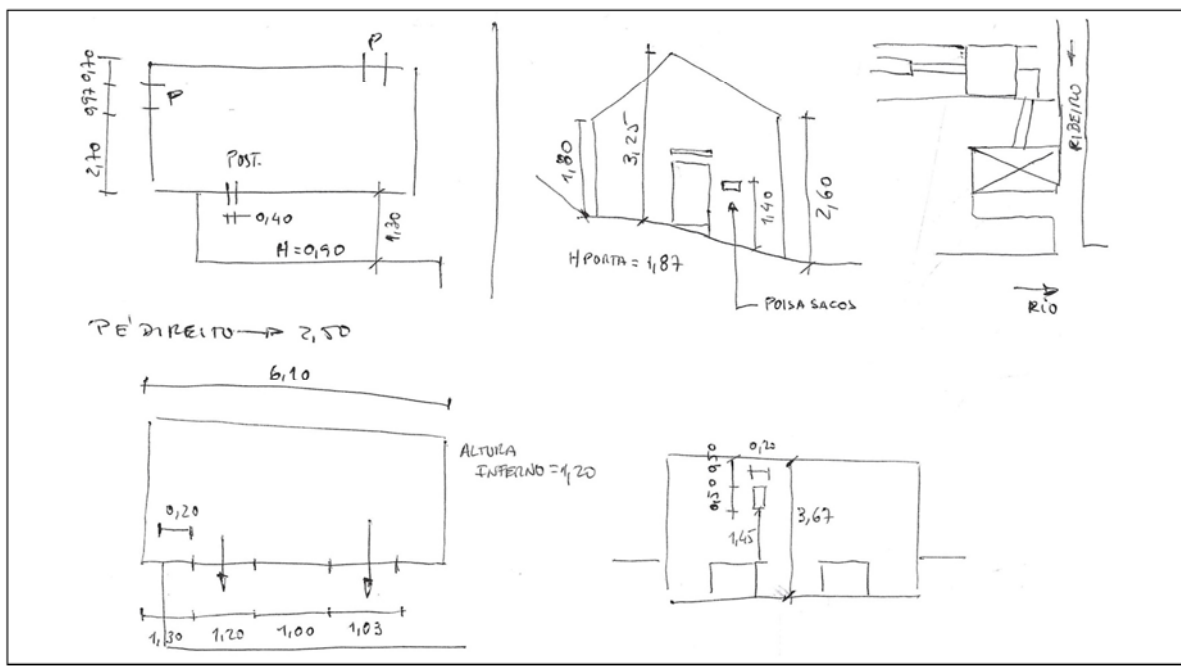 P
0,70
0,97
P
2,70
POST.
0,40
H=0,90
1,30
1,80
3,25
1,40
2,60
H PORTA = 1,87
POISA SACOS
RIBEIRO
RIO
PÉ DIREITO → 2,50
6,10
ALTURA
INFERNO = 1,20
0,20
1,30 1,20 1,00 1,03
0,20
0,50 0,50
3,67
1,45